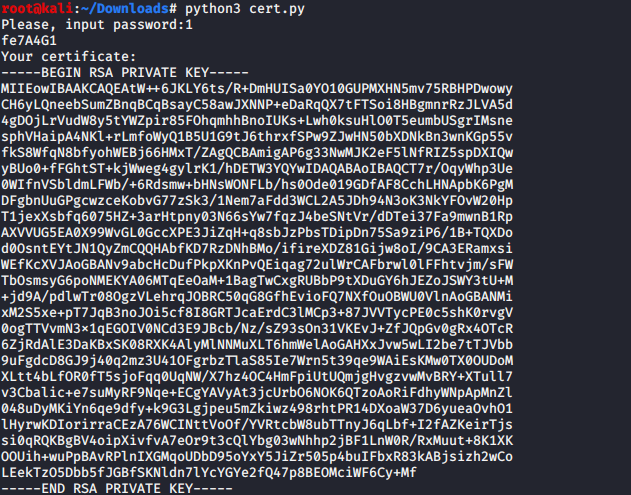 root@kali:~/Downloads# python3 cert.py
Please, input password:1
fe7A4G1
Your certificate:
-----BEGIN RSA PRIVATE KEY-----
MIIEowIBAAKCAQEAtW++6JKLY6ts/R+DmHUISa0YO10GUPMXHN5mv75RBHPDwowy
CH6yLQneebSumZBnqBCqBsayC58awJXNNP+eDaRqQX7tFTSoi8HBgmnrRzJLVA5d
4gDOjLrVudW8y5tYWZpir85FOhqmhhBnoIUKs+Lwh0ksuHlO0T5eumbUSgrIMsne
sphVHaipA4NKl+rLmfoWyQ1B5U1G9tJ6thrxfSPw9ZJwHN50bXDNkBn3wnKGp55v
fkS8WfqN8bfyohWEBj66HMxT/ZAgQCBAmigAP6g33NwMJK2eF5lNfRIZ5spDXIQw
yBUo0+fFGhtST+kjWweg4gylrK1/hDETW3YQYwIDAQABAoIBAQCT7r/OqyWhp3Ue
0WIfnVSbldmLFWb/+6Rdsmw+bHNsWONFLb/hs0Ode019GDfAF8CchLHNApbK6PgM
DFgbnUuGPgcwzceKobvG77zSk3/1Nem7aFdd3WCL2A5JDh94N3oK3NkYFOvW20Hp
T1jexXsbfq6075HZ+3arHtpny03N66sYw7fqzJ4beSNtVr/dDTei37Fa9mwnB1Rp
AXVVUG5EA0X99WvGL0GccXPE3JiZqH+q8sbJzPbsTDipDn75Sa9ziP6/1B+TQXDo
d0OsntEYtJN1QyZmCQQHAbfKD7RzDNhBMo/ifireXDZ81Gijw8oI/9CA3ERamxsi
WEfKcXVJAoGBANv9abcHcDufPkpXKnPvQEiqag72ulWrCAFbrwl0lFFhtvjm/sFW
TbOsmsyG6poNMEKYA06MTqEeOaM+1BagTwCxgRUBbP9tXDuGY6hJEZoJSWY3tU+M
+jd9A/pdlwTr08OgzVLehrqJOBRC50qG8GfhEvioFQ7NXfOuOBWU0VlnAoGBANMi
xM2S5xe+pT7JqB3noJOi5cf8I8GRTJcaErdC3lMCp3+87JVVTycPE0c5shK0rvgV
0ogTTVvmN3×1qEGOIV0NCd3E9JBcb/Nz/sZ93sOn31VKEvJ+ZfJQpGv0gRx4OTcR
6ZjRdAlE3DaKBxSK08RXK4AlyMlNNMuXLT6hmWelAoGAHXxJvw5wLI2be7tTJVbb
9uFgdcD8GJ9j40q2mz3U41OFgrbzTlaS85Ie7Wrn5t39qe9WAiEsKMw0TX0OUDoM
XLtt4bLfOR0fT5sjoFqq0UqNW/X7hz4OC4HmFpiUtUQmjgHvgzvwMvBRY+XTull7
v3Cbalic+e7suMyRF9Nqe+ECgYAVyAt3jcUrbO6NOK6QTzoAoRiFdhyWNpApMnZl
048uDyMKiYn6qe9dfy+k9G3Lgjpeu5mZkiwz498rhtPR14DXoaW37D6yueaOvhO1
lHyrwKDIorirraCEzA76WCINttVoOf/YVRtcbW8ubTTnyJ6qLbf+I2fAZKeirTjs
si0qRQKBgBV4oipXivfvA7eOr9t3cQlYbg03wNhhp2jBF1LnW0R/RxMuut+8K1XK
OOUih+wuPpBAvRPlnIXGMqoUDbD95oYxY5JiZr505p4buIFbxR83kABjsizh2wCo
LEekTzO5Dbb5fJGBfSKNldn7lYcYGYe2fQ47p8BEOMciWF6Cy+Mf
-----END RSA PRIVATE KEY-----